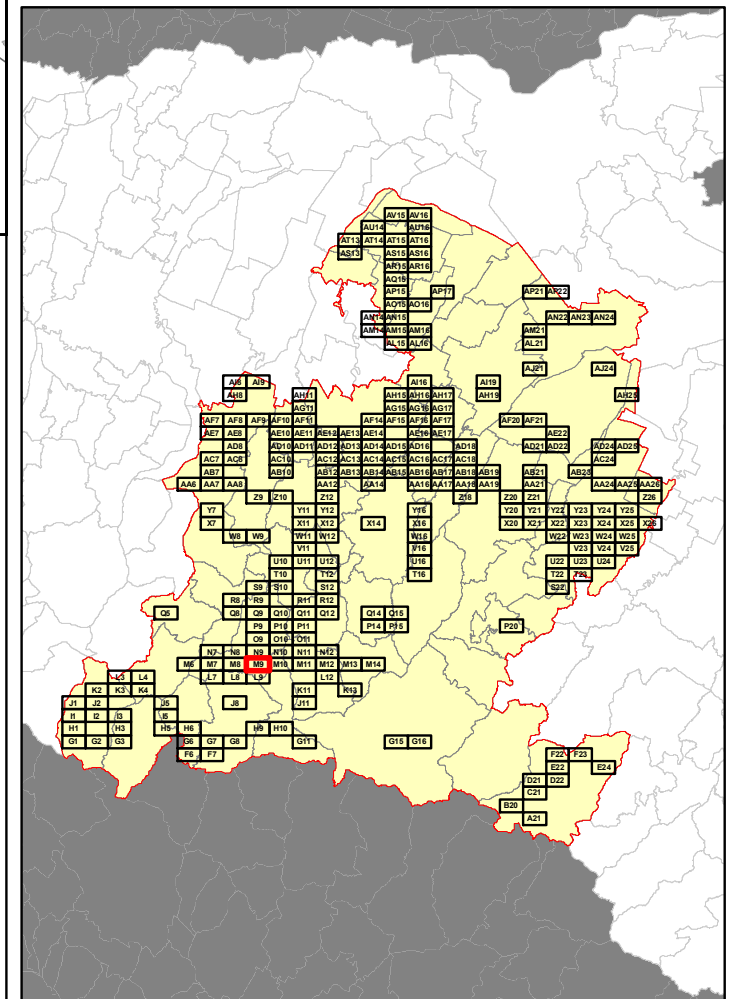 AV15 AV16
AU14 AU16
AT13 AT14 AT15 AT16
AS13 AS15 AS16
AR15 AR16
AQ15
AP15 AP17 AP21 AP22
AO15 AO16
AN14 AN15 AN22 AN23 AN24
AM14 AM15 AM16 AM21
AL15 AL16 AL21
AJ21 AJ24
AI8 AI9 AI16 AI19
AH8 AH11 AH15 AH16 AH17 AH19 AH25
AG11 AG15 AG16 AG17
AF7 AF8 AF9 AF10 AF11 AF14 AF15 AF16 AF17 AF20 AF21
AE7 AE8 AE10 AE11 AE12 AE13 AE14 AE16 AE17 AE22
AD8 AD10 AD11 AD12 AD13 AD14 AD15 AD16 AD18 AD21 AD22 AD24 AD25
AC7 AC8 AC10 AC12 AC13 AC14 AC15 AC16 AC17 AC18 AC24
AB7 AB10 AB12 AB13 AB14 AB15 AB16 AB17 AB18 AB19 AB21 AB23
AA6 AA7 AA8 AA12 AA14 AA16 AA17 AA18 AA19 AA21 AA24 AA25 AA26
Z9 Z10 Z12 Z18 Z20 Z21 Z26
Y7 Y11 Y12 Y16 Y20 Y21 Y22 Y23 Y24 Y25
X7 X11 X12 X14 X16 X20 X21 X22 X23 X24 X25 X26
W8 W9 W11 W12 W16 W22 W23 W24 W25
V11 V16 V23 V24 V25
U10 U11 U12 U16 U22 U23 U24
T10 T12 T16 T22 T23
S9 S10 S12 S22
R8 R9 R11 R12
Q5 Q8 Q9 Q10 Q11 Q12 Q14 Q15
P9 P10 P11 P14 P15 P20
O9 O10 O11
N7 N8 N9 N10 N11 N12
M6 M7 M8 M9 M10 M11 M12 M13 M14
L3 L4 L7 L8 L9 L12
K2 K3 K4 K11 K13
J1 J2 J5 J8 J11
I1 I2 I3 I5
H1 H3 H5 H6 H9 H10
G1 G2 G3 G6 G7 G8 G11 G15 G16
F6 F7 F22 F23
E22 E24
D21 D22
C21
B20
A21